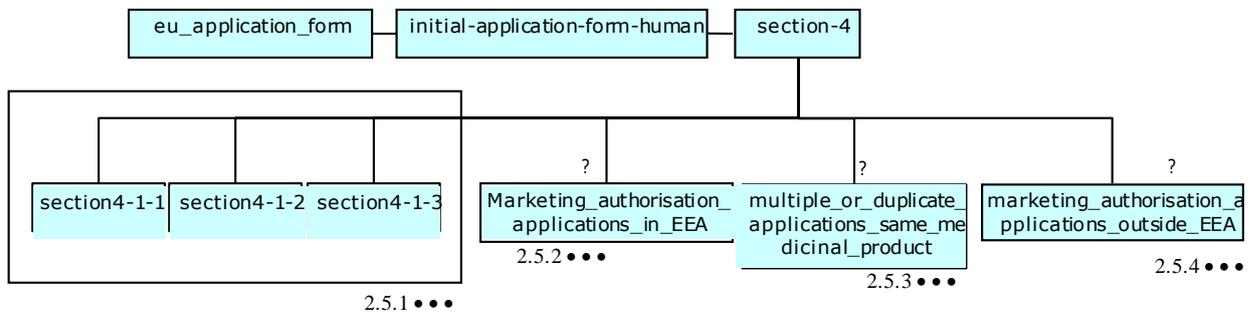 eu_application_form
initial-application-form-human
section-4
?
?
?
section4-1-1
section4-1-2
section4-1-3
Marketing_authorisation_
applications_in_EEA
multiple_or_duplicate_
applications_same_me
dicinal_product
marketing_authorisation_a
pplications_outside_EEA
2.5.2 ●●●
2.5.3 ●●●
2.5.4 ●●●
2.5.1 ●●●